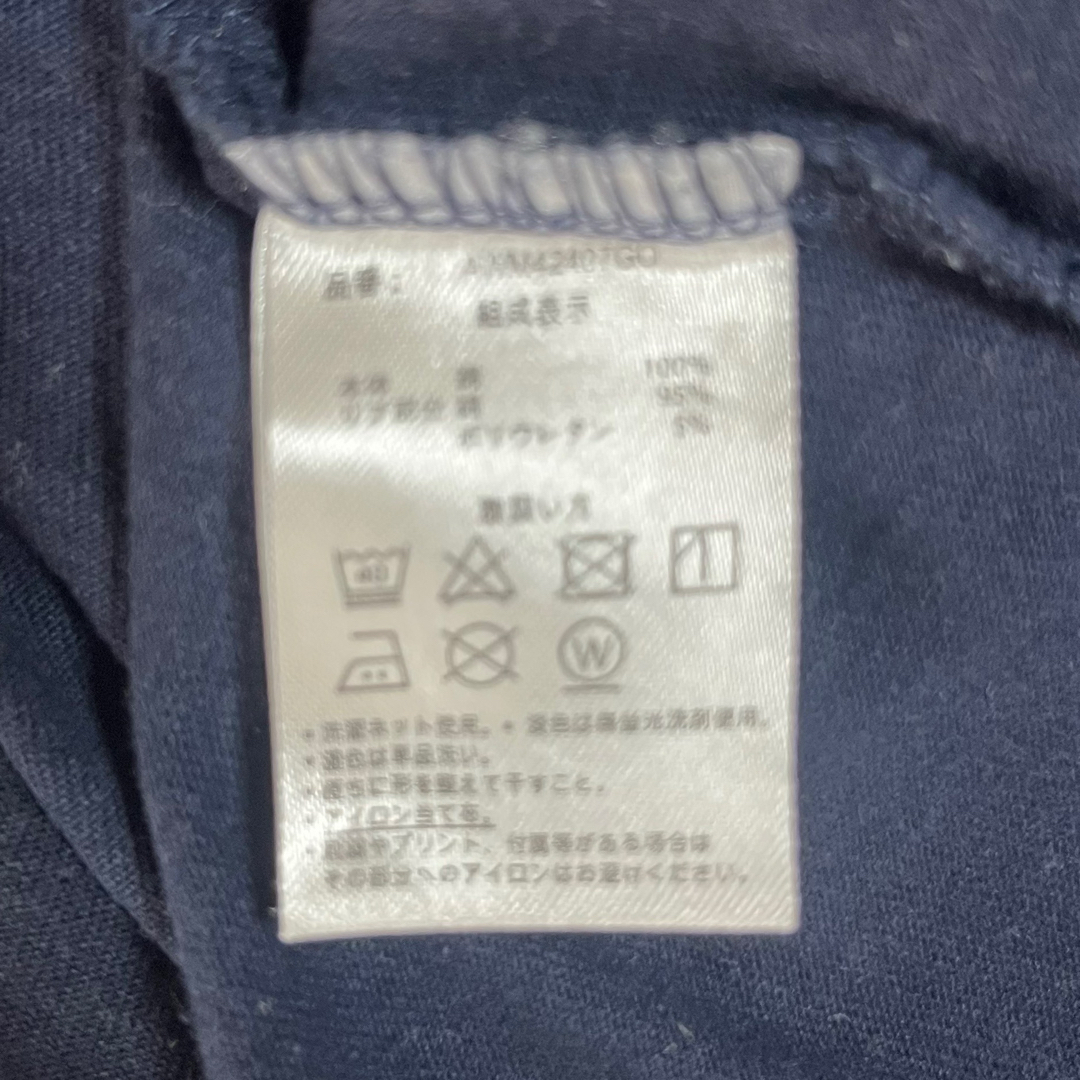 品番：
組成表示
本体 綿 100%
リブ部分 綿 95%
ポリウレタン 5%
取扱い方
40
W
・洗濯ネット使用。・淡色は無蛍光洗剤使用。
・濃色は単品洗い。
・直ちに形を整えて干すこと。
・アイロン当て布。
・刺繍やプリント、付属等がある場合は
その部分へのアイロンはお避けください。